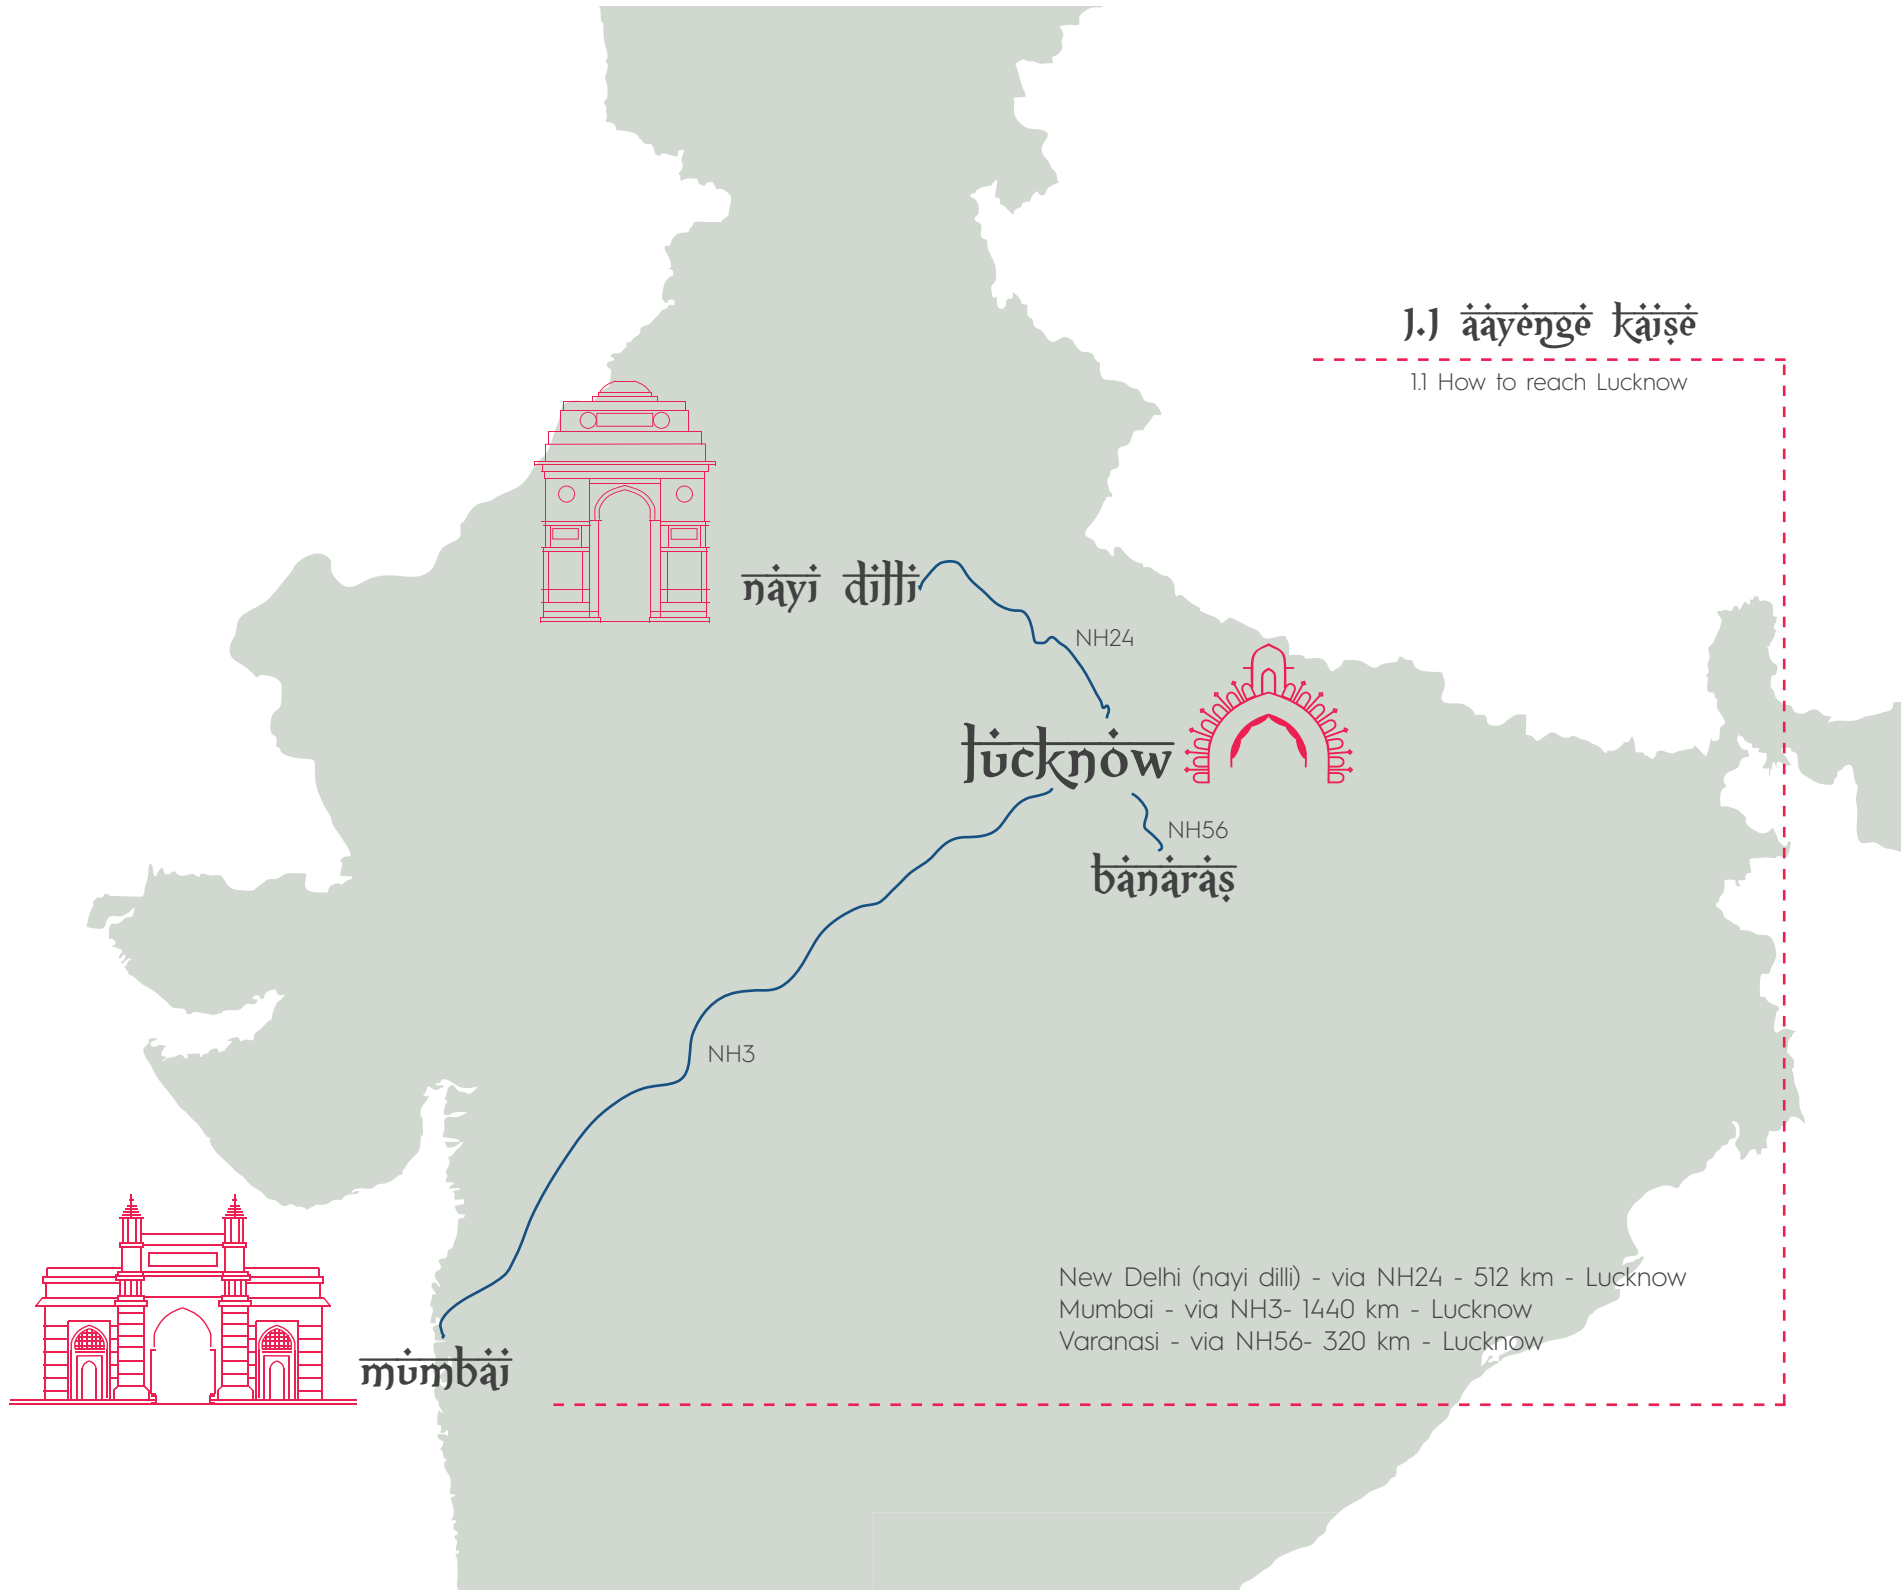 1.1 aayenge kaise
1.1 How to reach Lucknow
nayi dilli
NH24
lucknow
NH56
banaras
NH3
New Delhi (nayi dilli) - via NH24 - 512 km - Lucknow
Mumbai - via NH3- 1440 km - Lucknow
Varanasi - via NH56- 320 km - Lucknow
mumbai